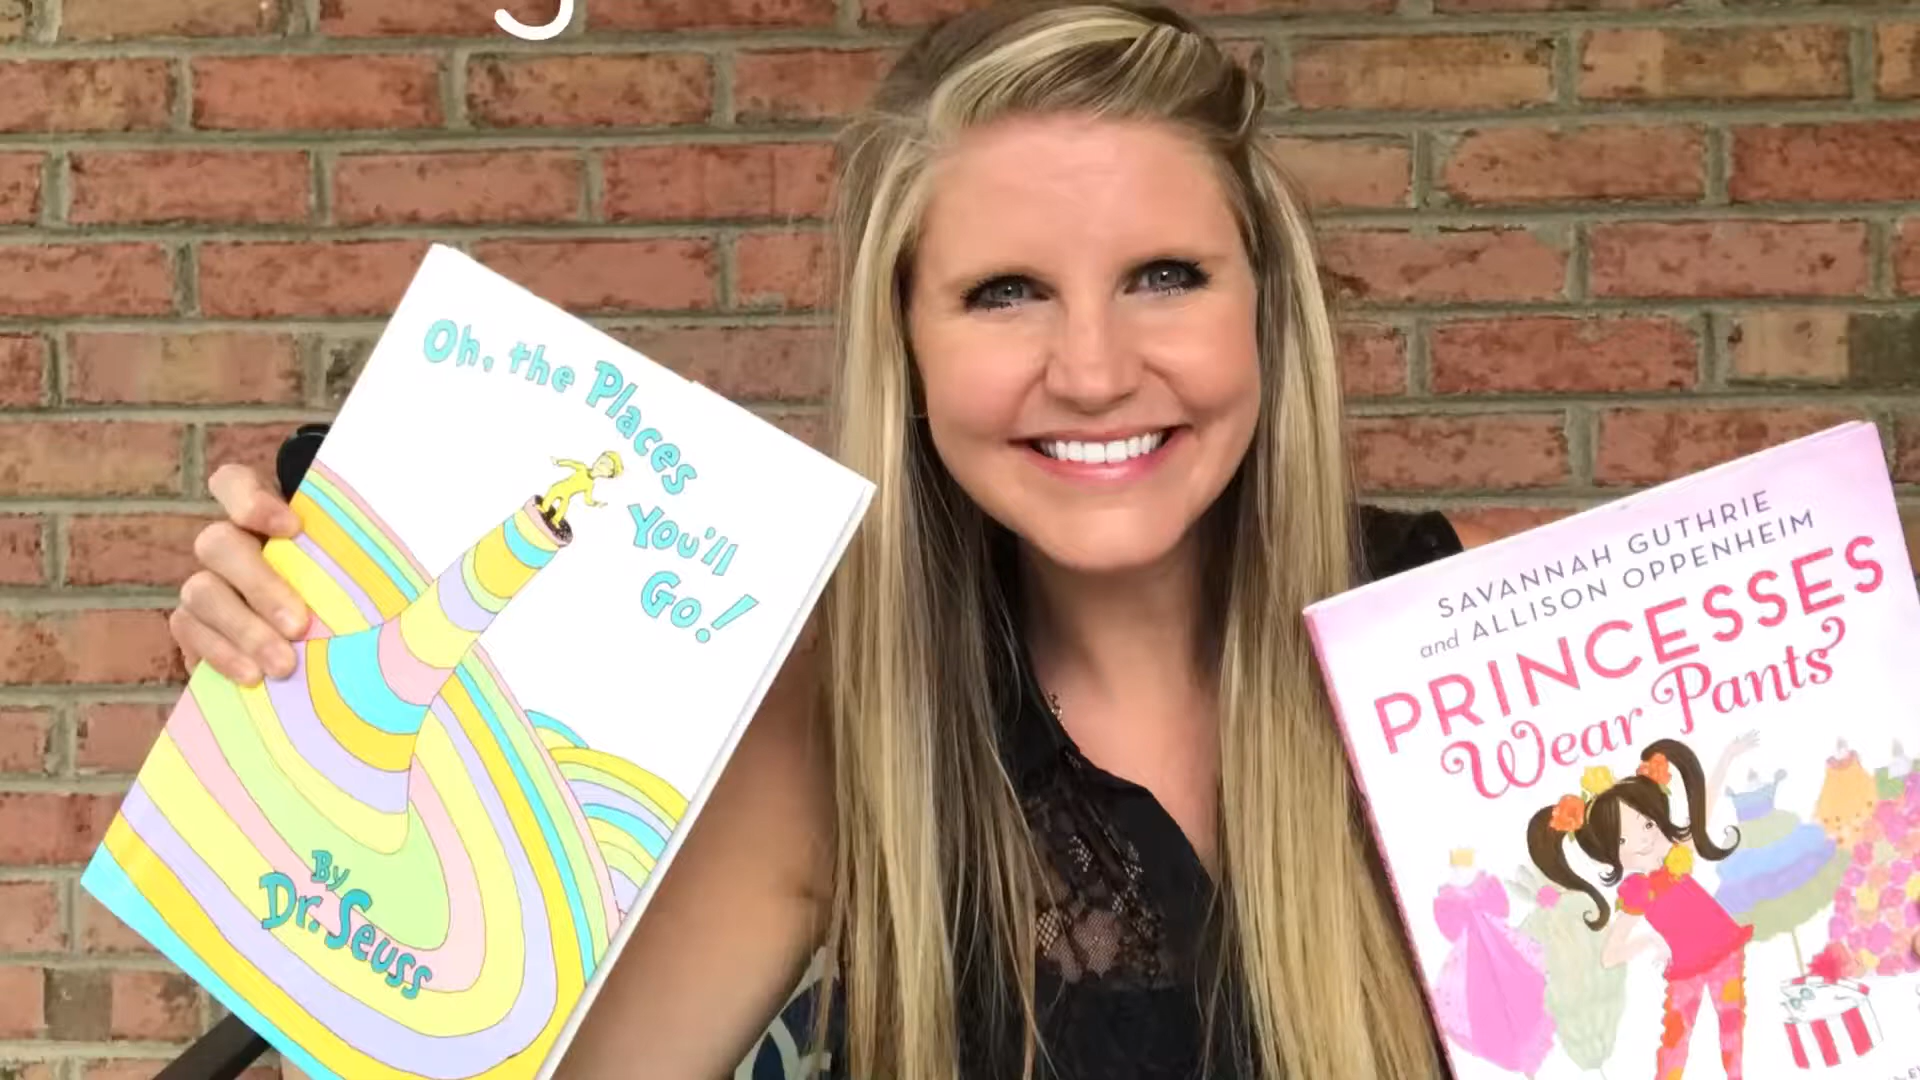 Oh, the Places
You'll
Go!
By
Dr. Seuss
SAVANNAH GUTHRIE
and ALLISON OPPENHEIM
PRINCESSES
Wear Pants